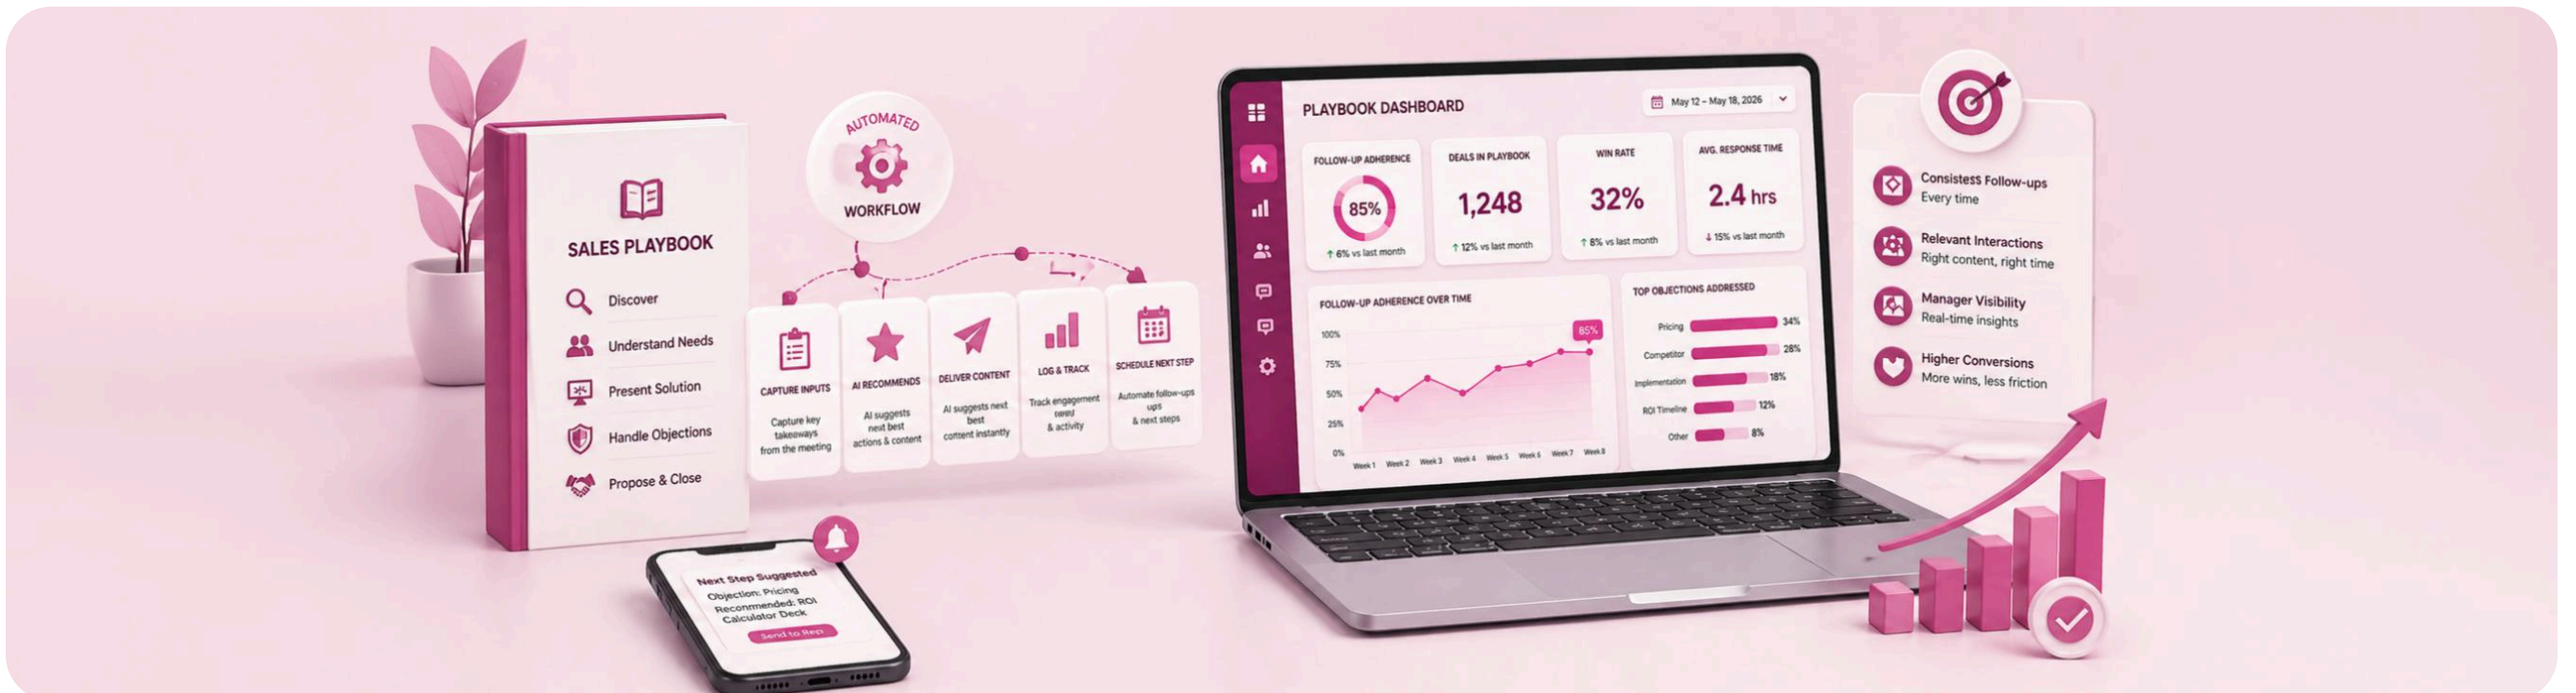 SALES PLAYBOOK
Discover
Understand Needs
Present Solution
Handle Objections
Propose & Close
AUTOMATED
WORKFLOW
CAPTURE INPUTS
Capture key
takeaways
from the meeting
AI RECOMMENDS
AI suggests
next best
actions & content
DELIVER CONTENT
AI suggests next
best
content instantly
LOG & TRACK
Track engagement
& activity
SCHEDULE NEXT STEP
Automate follow-ups
ups
& next steps
Next Step Suggested
Objection: Pricing
Recommended: ROI
Calculator Deck
Send to Rep
PLAYBOOK DASHBOARD
May 12 – May 18, 2026
FOLLOW-UP ADHERENCE
85%
↑ 6% vs last month
DEALS IN PLAYBOOK
1,248
↑ 12% vs last month
WIN RATE
32%
↑ 8% vs last month
AVG. RESPONSE TIME
2.4 hrs
↓ 15% vs last month
FOLLOW-UP ADHERENCE OVER TIME
100%
75%
50%
25%
0%
85%
Week 1 Week 2 Week 3 Week 4 Week 5 Week 6 Week 7 Week 8
TOP OBJECTIONS ADDRESSED
Pricing 34%
Competitor 28%
Implementation 18%
ROI Timeline 12%
Other 8%
Consistess Follow-ups
Every time
Relevant Interactions
Right content, right time
Manager Visibility
Real-time insights
Higher Conversions
More wins, less friction